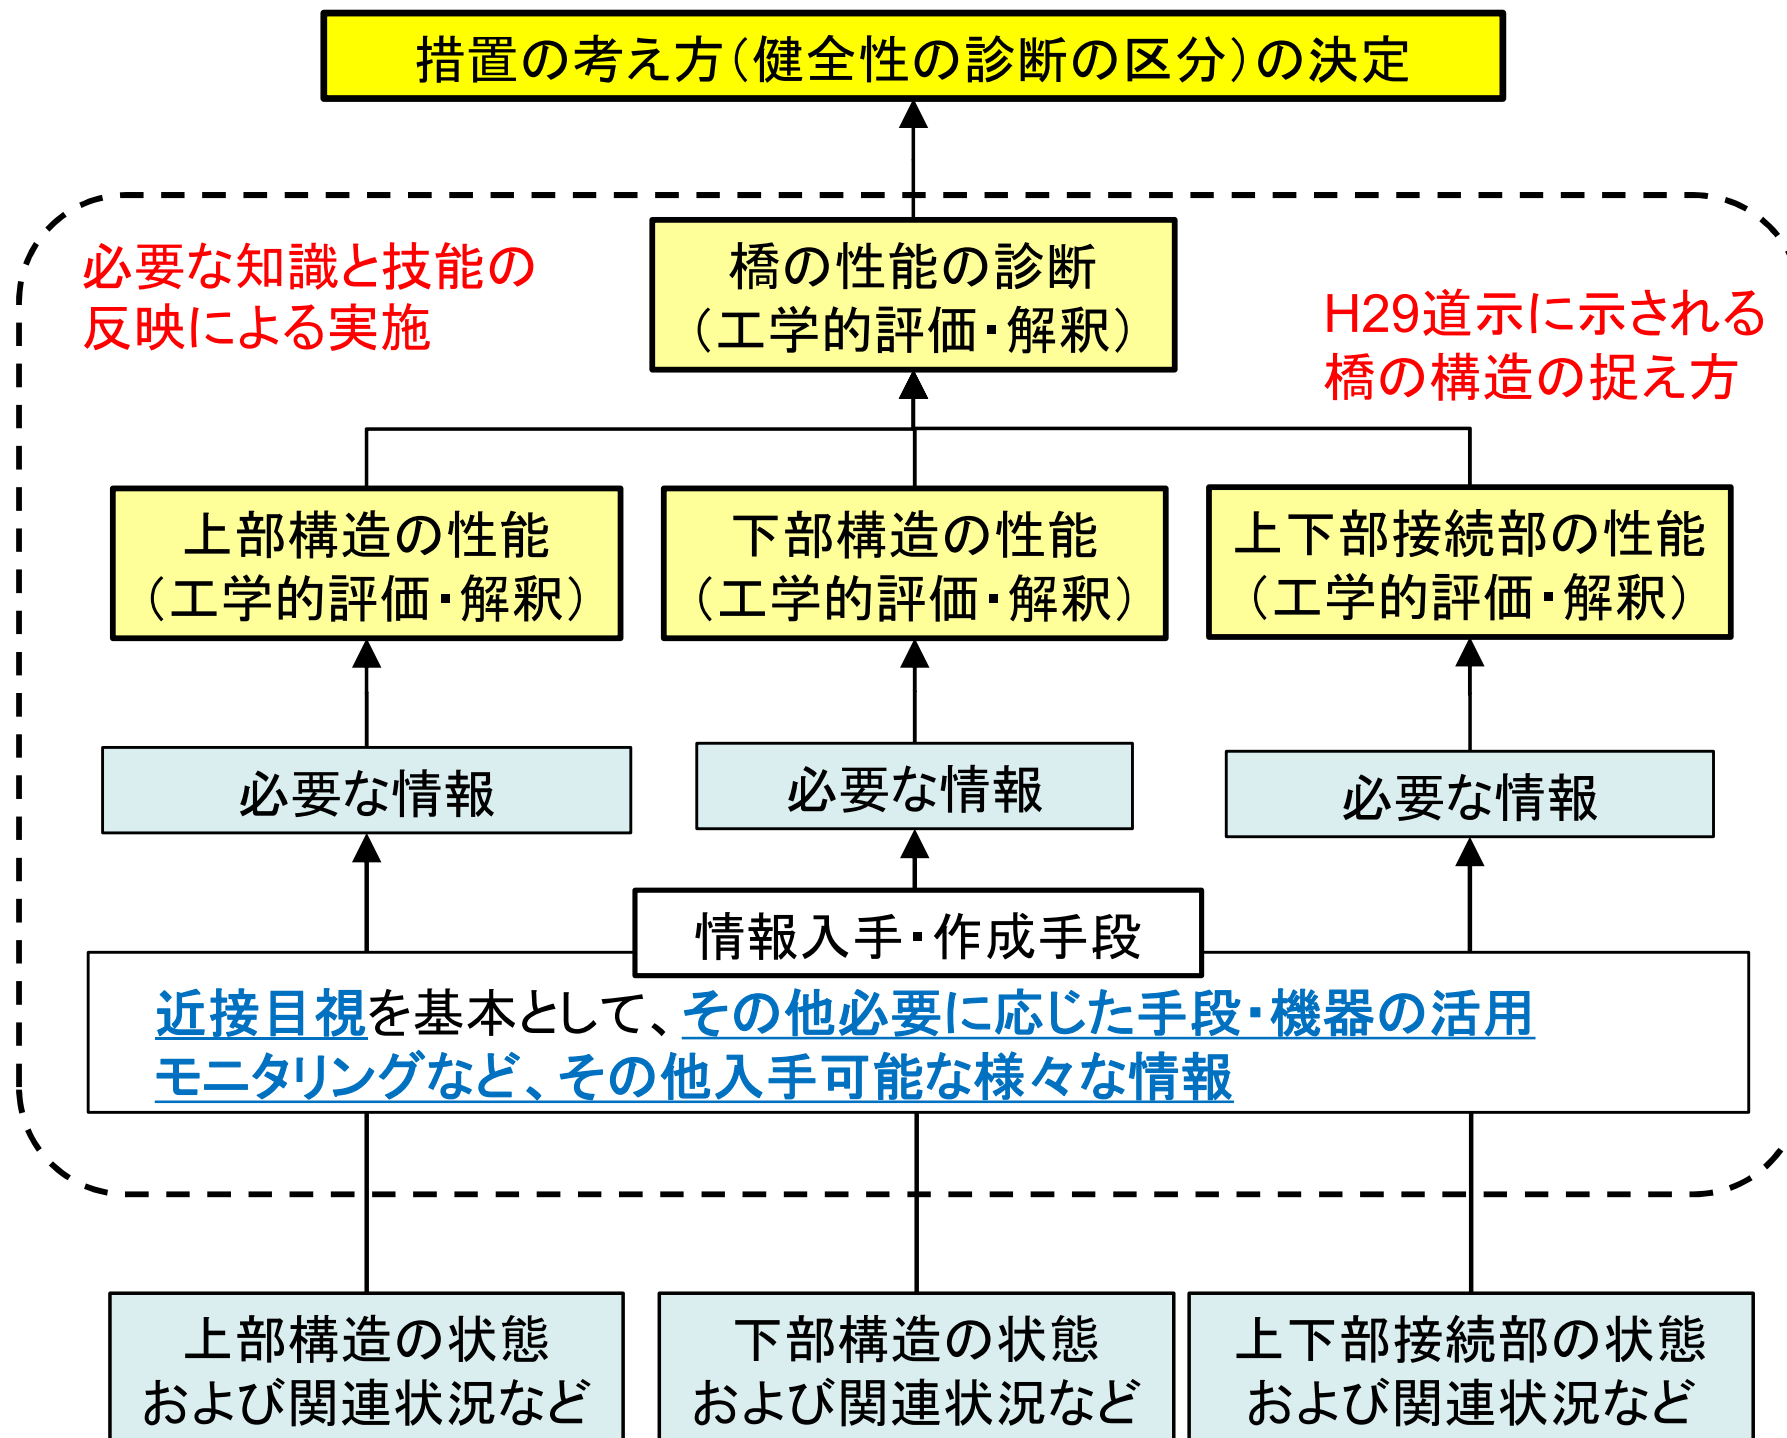 措置の考え方（健全性の診断の区分）の決定
必要な知識と技能の
反映による実施
橋の性能の診断
（工学的評価・解釈）
H29道示に示される
橋の構造の捉え方
上部構造の性能
（工学的評価・解釈）
下部構造の性能
（工学的評価・解釈）
上下部接続部の性能
（工学的評価・解釈）
必要な情報
必要な情報
必要な情報
情報入手・作成手段
近接目視を基本として、その他必要に応じた手段・機器の活用
モニタリングなど、その他入手可能な様々な情報
上部構造の状態
および関連状況など
下部構造の状態
および関連状況など
上下部接続部の状態
および関連状況など